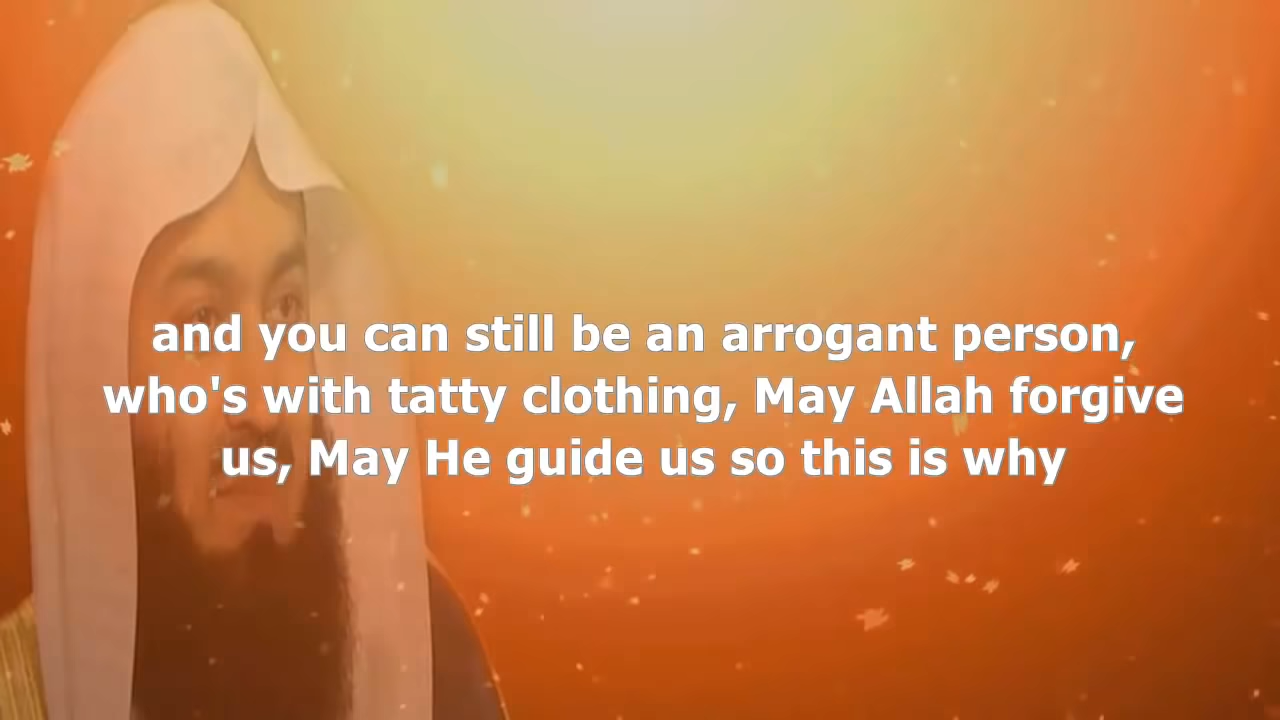 and you can still be an arrogant person,
who's with tatty clothing, May Allah forgive
us, May He guide us so this is why